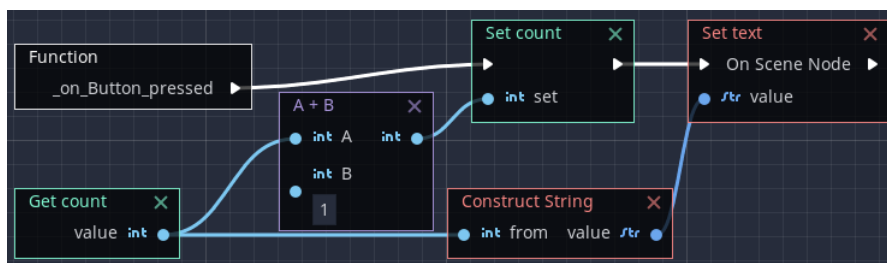 Function
_on_Button_pressed
Set count
int set
Set text
On Scene Node
Str value
A + B
int A int
int B
1
Get count
value int
Construct String
int from value Str